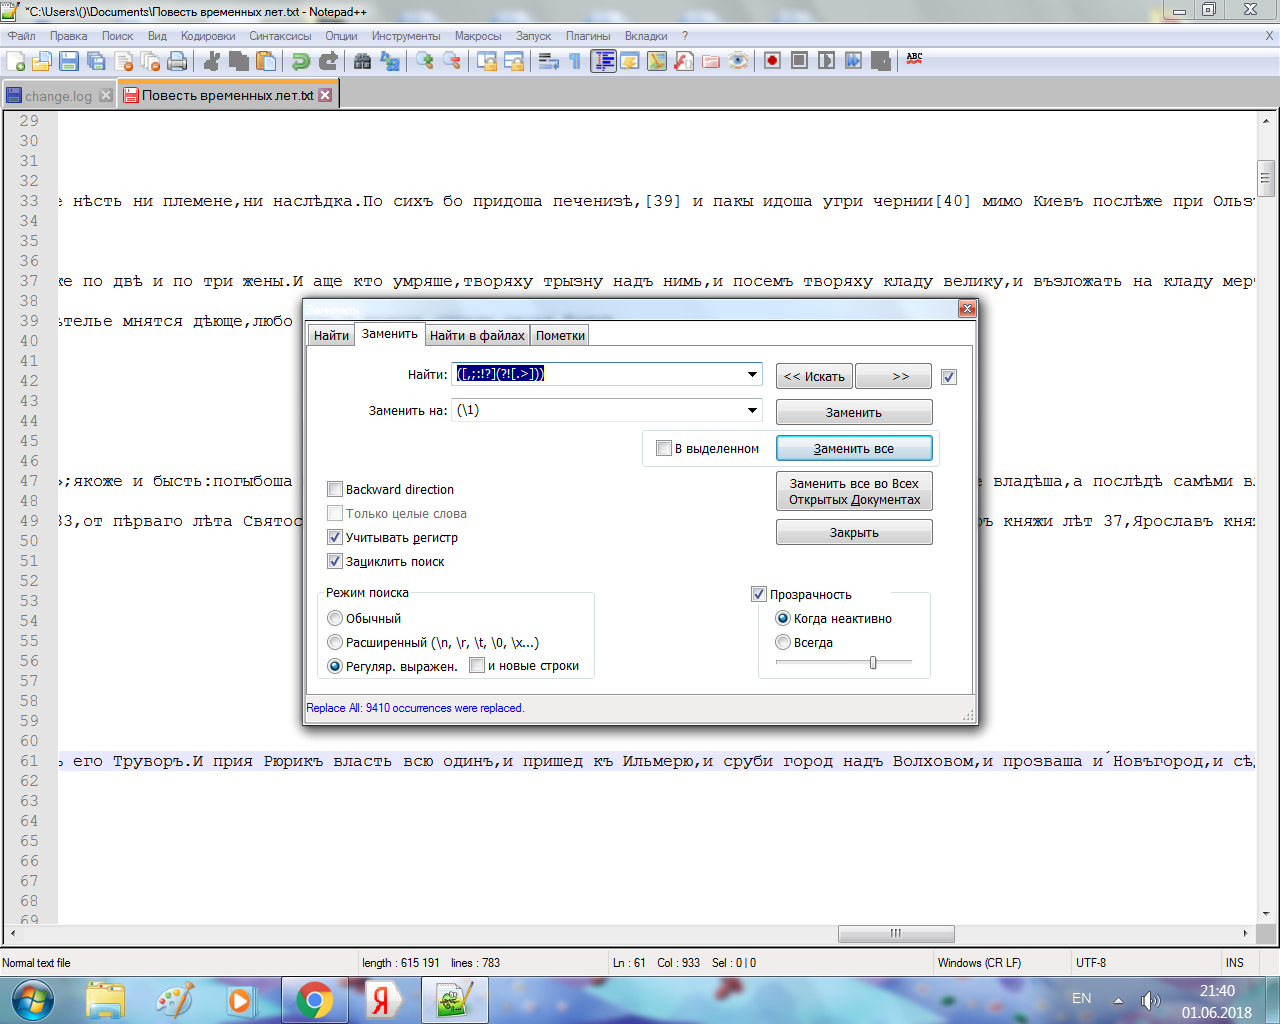 *C:\Users\()\Documents\Повесть временных лет.txt - Notepad++
Файл Правка Поиск Вид Кодировки Синтаксисы Опции Инструменты Макросы Запуск Плагины Вкладки ? X
ABC
change.log Повесть временных лет.txt
29
30
31
32
33 е нѣсть ни племене,ни наслѣдка.По сихъ бо придоша печенизѣ,[39] и пакы идоша угри чернии[40] мимо Киевъ послѣже при Ользѣ
34
35
36
37 же по двѣ и по три жены.И аще кто умряше,творяху трызну надъ нимь,и посемъ творяху кладу велику,и възложать на кладу мер
38
39 ѣтелье мнятся дѣюще,любо
40
41
42
43
44
45
46
47 ;якоже и бысть:погыбоша е владѣша,а послѣдѣ самѣми вл
48
49 33,от пѣрваго лѣта Святос ъ княжи лѣт 37,Ярославъ кня
50
51
52
53
54
55
56
57
58
59
60
61 ъ его Труворъ.И прия Рюрикъ власть всю одинъ,и пришед къ Ильмерю,и сруби город надъ Волховом,и прозваша и Новъгород,и сѣд
62
63
64
65
66
67
68
69
Найти Заменить Найти в файлах Пометки
Найти: ([,;:!?](?![.>])) << Искать >>
Заменить на: (\1) Заменить
В выделенном Заменить все
Заменить все во Всех
Открытых Документах
Закрыть
Backward direction
Только целые слова
Учитывать регистр
Зациклить поиск
Режим поиска
Обычный
Расширенный (\n, \r, \t, \0, \x...)
Регуляр. выражен. и новые строки
Прозрачность
Когда неактивно
Всегда
Replace All: 9410 occurrences were replaced.
Normal text file length : 615 191 lines : 783 Ln : 61 Col : 933 Sel : 0 | 0 Windows (CR LF) UTF-8 INS
Я EN 21:40
01.06.2018